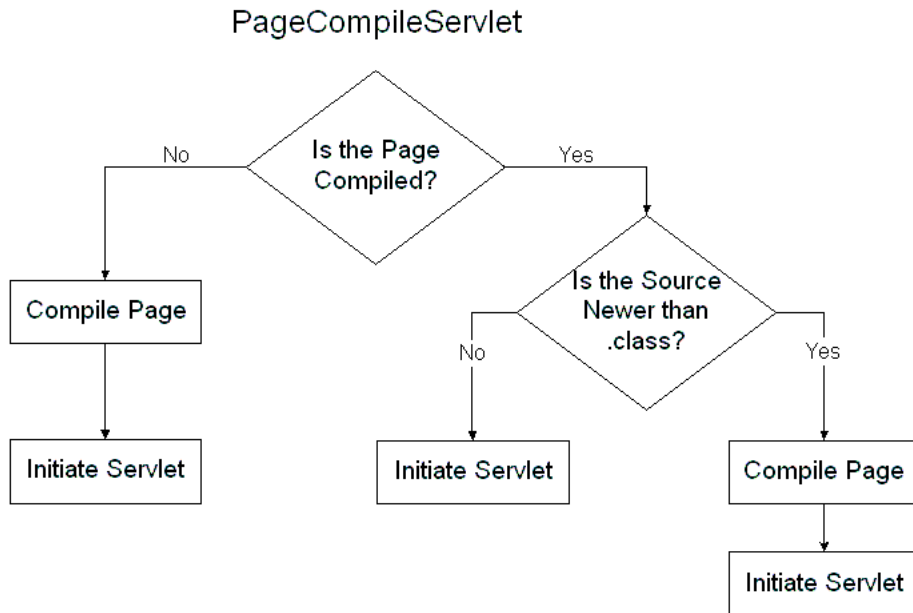 PageCompileServlet
Is the Page
Compiled?
No
Yes
Compile Page
Is the Source
Newer than
.class?
No
Yes
Initiate Servlet
Initiate Servlet
Compile Page
Initiate Servlet